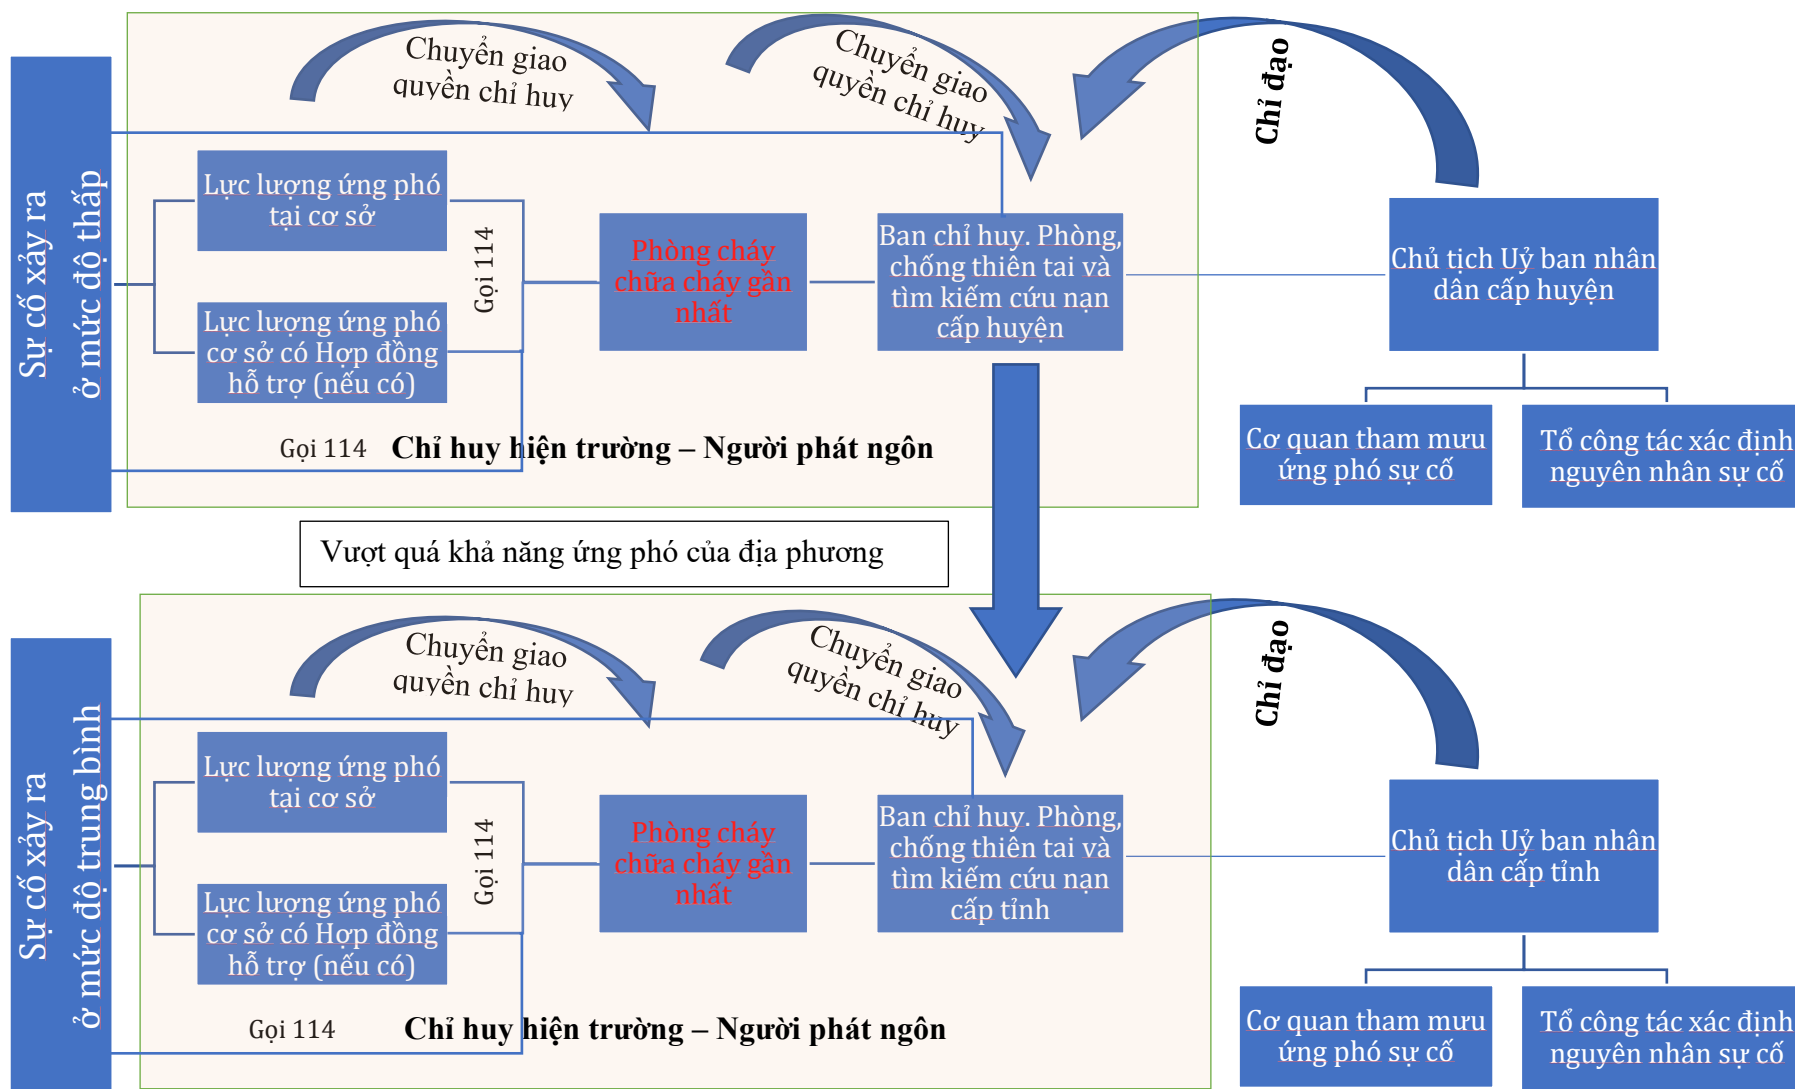 Chuyển giao
quyền chỉ huy
Chuyển giao
quyền chỉ huy
Chỉ đạo
Sự cố xảy ra
ở mức độ thấp
Lực lượng ứng phó
tại cơ sở
Lực lượng ứng phó
cơ sở có Hợp đồng
hỗ trợ (nếu có)
Gọi 114
Phòng cháy
chữa cháy gần
nhất
Ban chỉ huy. Phòng,
chống thiên tai và
tìm kiếm cứu nạn
cấp huyện
Chủ tịch Uỷ ban nhân
dân cấp huyện
Cơ quan tham mưu
ứng phó sự cố
Tổ công tác xác định
nguyên nhân sự cố
Gọi 114
Chỉ huy hiện trường – Người phát ngôn
Vượt quá khả năng ứng phó của địa phương
Chuyển giao
quyền chỉ huy
Chuyển giao
quyền chỉ huy
Chỉ đạo
Sự cố xảy ra
ở mức độ trung bình
Lực lượng ứng phó
tại cơ sở
Lực lượng ứng phó
cơ sở có Hợp đồng
hỗ trợ (nếu có)
Gọi 114
Phòng cháy
chữa cháy gần
nhất
Ban chỉ huy. Phòng,
chống thiên tai và
tìm kiếm cứu nạn
cấp tỉnh
Chủ tịch Uỷ ban nhân
dân cấp tỉnh
Cơ quan tham mưu
ứng phó sự cố
Tổ công tác xác định
nguyên nhân sự cố
Gọi 114
Chỉ huy hiện trường – Người phát ngôn